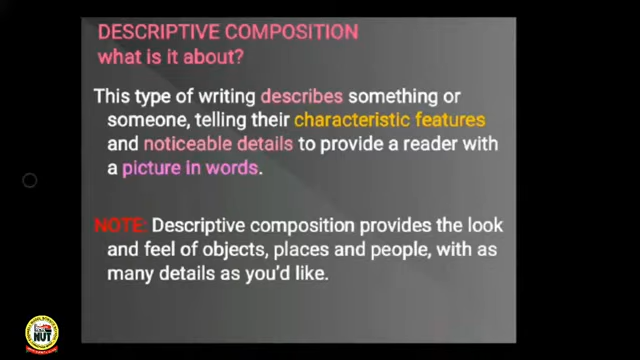 DESCRIPTIVE COMPOSITION
what is it about?
This type of writing describes something or
someone, telling their characteristic features
and noticeable details to provide a reader with
a picture in words.
NOTE: Descriptive composition provides the look
and feel of objects, places and people, with as
many details as you'd like.
NUT